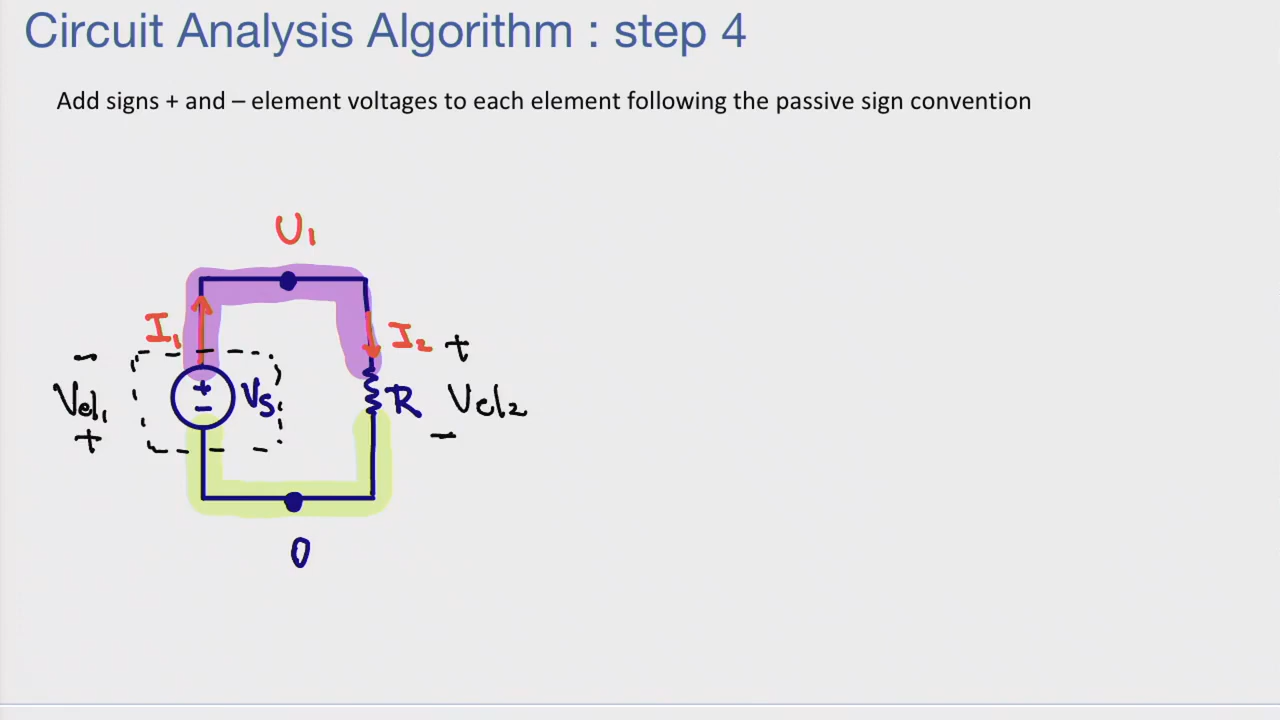 Circuit Analysis Algorithm : step 4
Add signs + and – element voltages to each element following the passive sign convention
U1
I1
I2
+
-
Vel1
+
+
-
Vs
R
Vel2
-
0